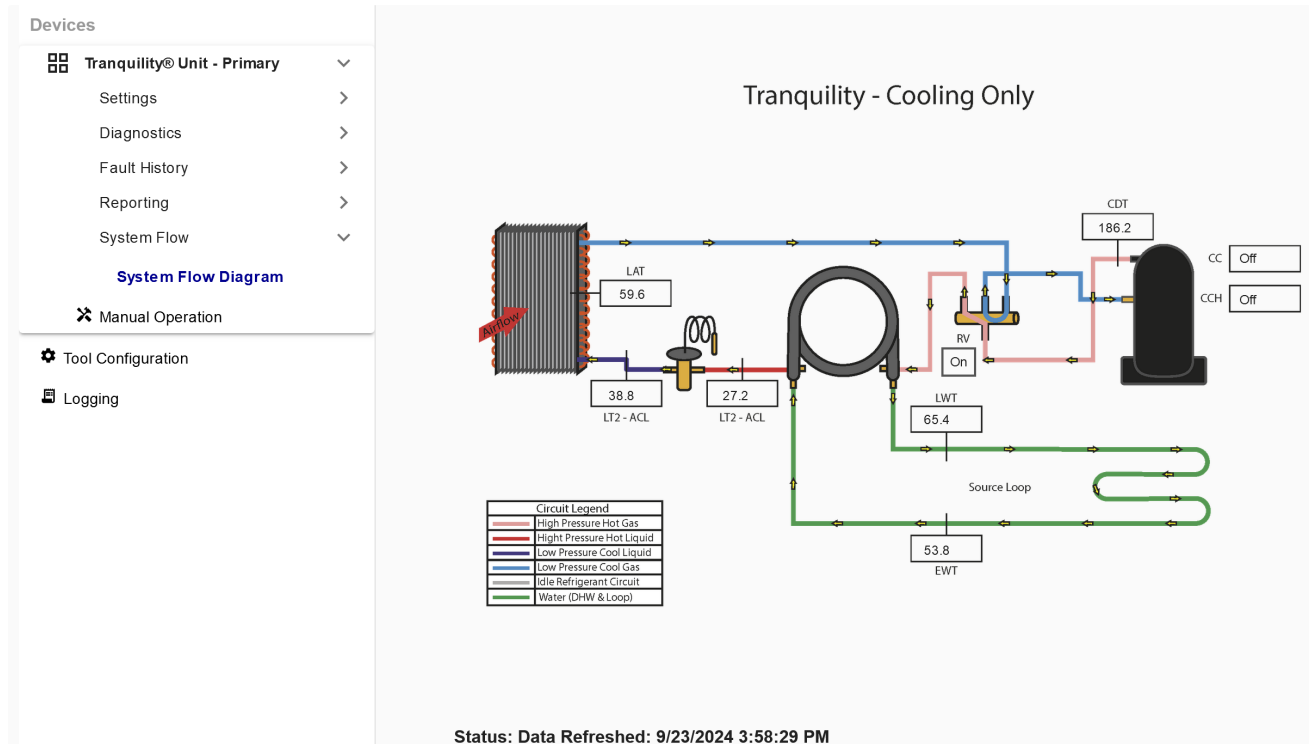 Devices
Tranquility® Unit - Primary
Settings
Diagnostics
Fault History
Reporting
System Flow
System Flow Diagram
Manual Operation
Tool Configuration
Logging
Tranquility - Cooling Only
CDT
186.2
CC
Off
CCH
Off
LAT
59.6
Airflow
RV
On
38.8
LT2 - ACL
27.2
LT2 - ACL
LWT
65.4
Source Loop
53.8
EWT
Circuit Legend
High Pressure Hot Gas
Hight Pressure Hot Liquid
Low Pressure Cool Liquid
Low Pressure Cool Gas
Idle Refrigerant Circuit
Water (DHW & Loop)
Status: Data Refreshed: 9/23/2024 3:58:29 PM